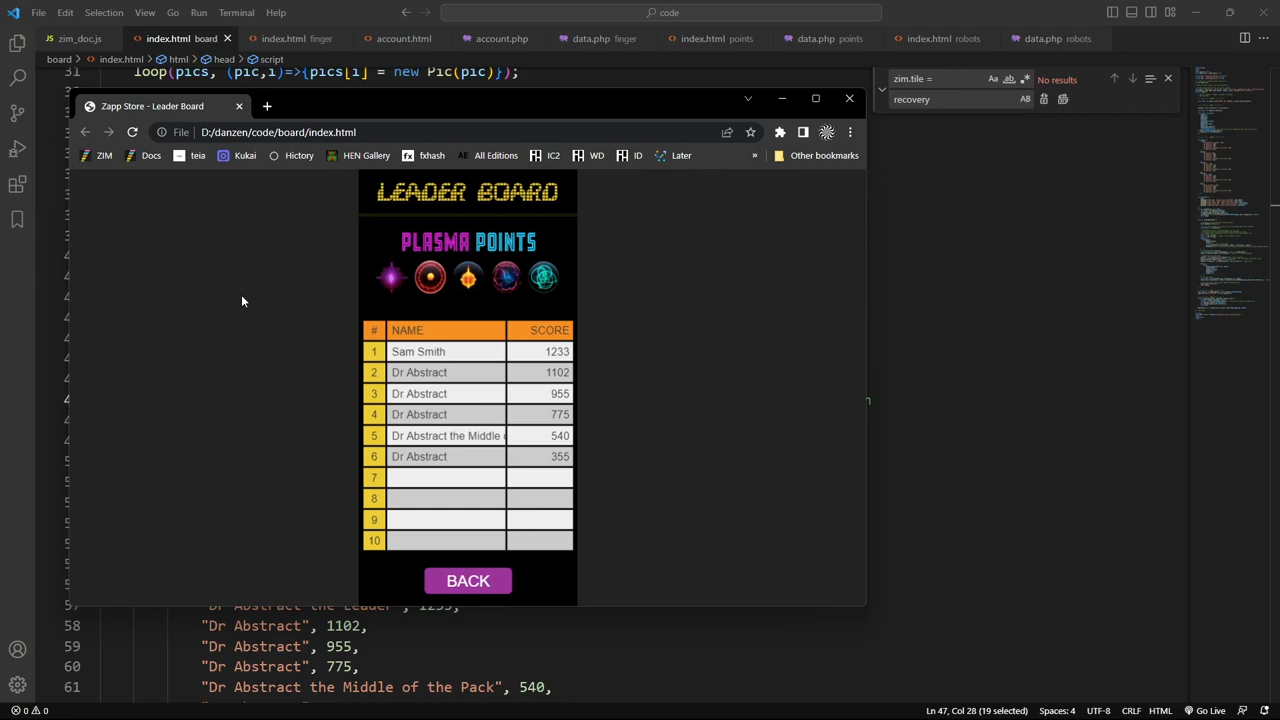 File Edit Selection View Go Run Terminal Help
code
zim_doc.js index.html board index.html finger account.html account.php data.php finger index.html points data.php points index.html robots data.php robots
board > index.html > html > head > script
31 loop(pics, (pic,i)=>{pics[i] = new Pic(pic)});
zim.tile = Aa ab No results
recovery AB
Zapp Store - Leader Board
File D:/danzen/code/board/index.html
ZIM Docs teia Kukai Hictory HEN Gallery fx fxhash AE All Editions IC2 WD ID Later » Other bookmarks
LEADER BOARD
PLASMA POINTS
# NAME SCORE
1 Sam Smith 1233
2 Dr Abstract 1102
3 Dr Abstract 955
4 Dr Abstract 775
5 Dr Abstract the Middle 540
6 Dr Abstract 355
7
8
9
10
BACK
57 "Dr Abstract the Leader", 1233,
58 "Dr Abstract", 1102,
59 "Dr Abstract", 955,
60 "Dr Abstract", 775,
61 "Dr Abstract the Middle of the Pack", 540,
0 0 Ln 47, Col 28 (19 selected) Spaces: 4 UTF-8 CRLF HTML Go Live